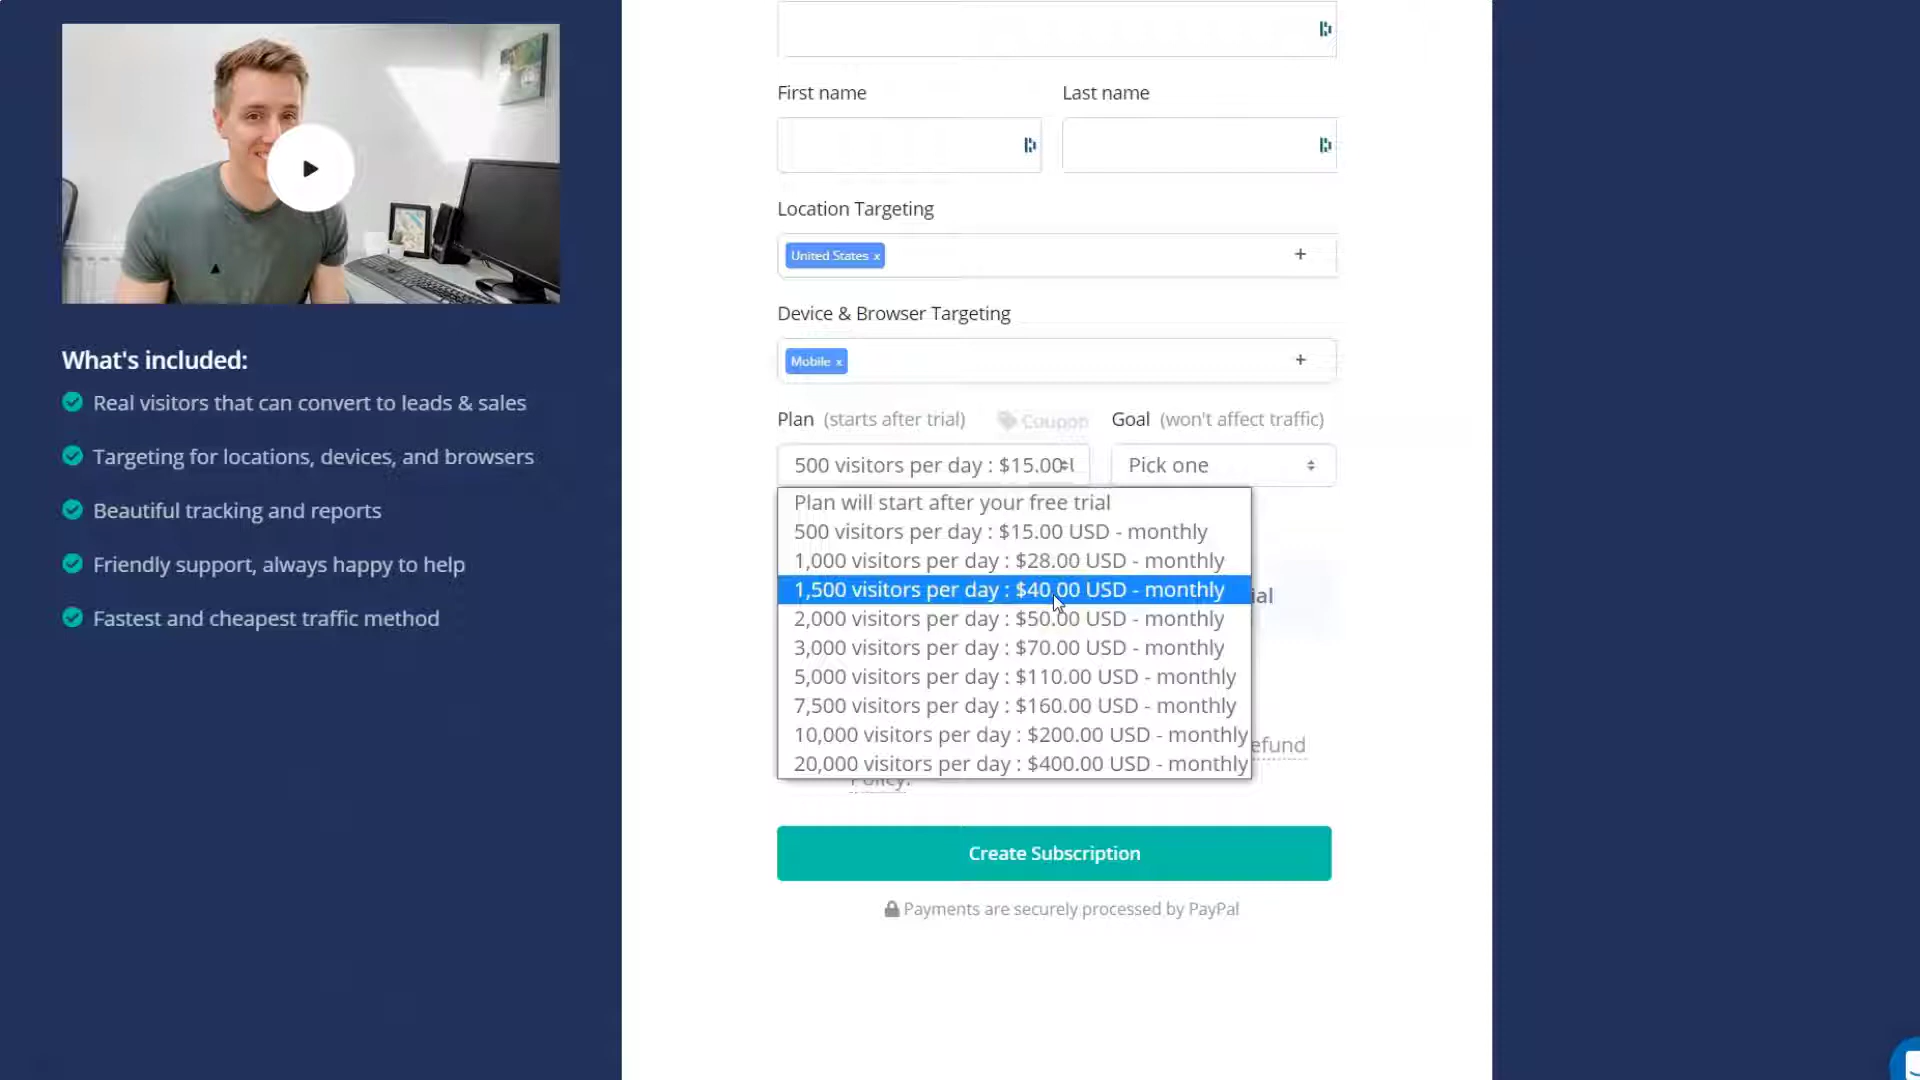 First name
Last name
Location Targeting
United States x
+
Device & Browser Targeting
Mobile x
+
Plan (starts after trial)
Coupon
Goal (won't affect traffic)
500 visitors per day : $15.00
Pick one
Plan will start after your free trial
500 visitors per day : $15.00 USD - monthly
1,000 visitors per day : $28.00 USD - monthly
1,500 visitors per day : $40.00 USD - monthly
2,000 visitors per day : $50.00 USD - monthly
3,000 visitors per day : $70.00 USD - monthly
5,000 visitors per day : $110.00 USD - monthly
7,500 visitors per day : $160.00 USD - monthly
10,000 visitors per day : $200.00 USD - monthly
20,000 visitors per day : $400.00 USD - monthly
Policy.
Create Subscription
Payments are securely processed by PayPal
What's included:
Real visitors that can convert to leads & sales
Targeting for locations, devices, and browsers
Beautiful tracking and reports
Friendly support, always happy to help
Fastest and cheapest traffic method